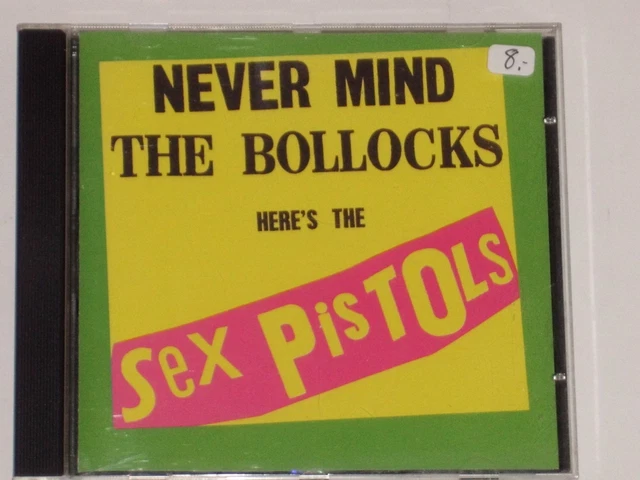 8,-
NEVER MIND
THE BOLLOCKS
HERE'S THE
Sex PisTOLs